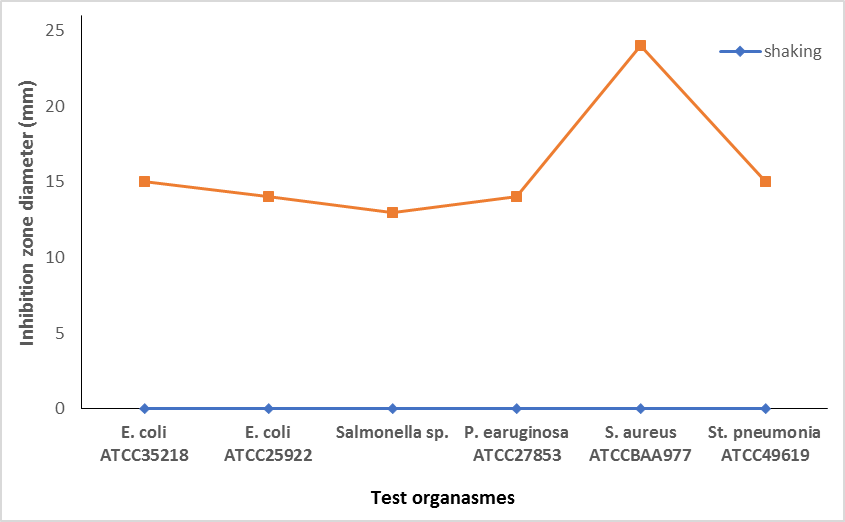 25
20
15
10
5
0
Inhibition zone diameter (mm)
shaking
E. coli
ATCC35218
E. coli
ATCC25922
Salmonella sp.
P. earuginosa
ATCC27853
S. aureus
ATCCBAA977
St. pneumonia
ATCC49619
Test organasmes